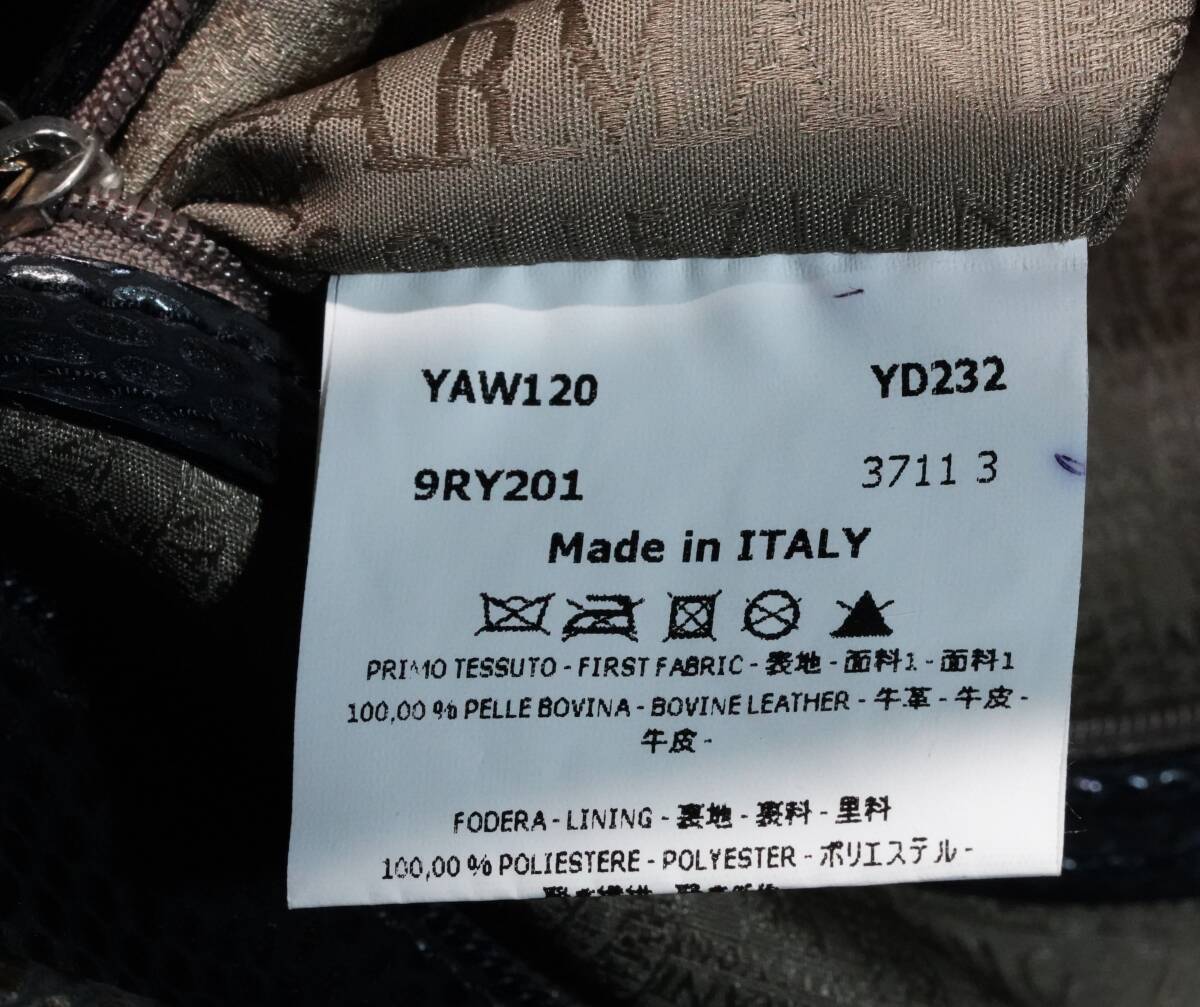 ARMANI
YAW120 YD232
9RY201 3711 3
Made in ITALY
PRIMO TESSUTO - FIRST FABRIC - 表地 - 面料1 - 面料1
100,00 % PELLE BOVINA - BOVINE LEATHER - 牛革 - 牛皮 -
牛皮 -
FODERA - LINING - 裏地 - 裏料 - 里料
100,00 % POLIESTERE - POLYESTER - ポリエステル -